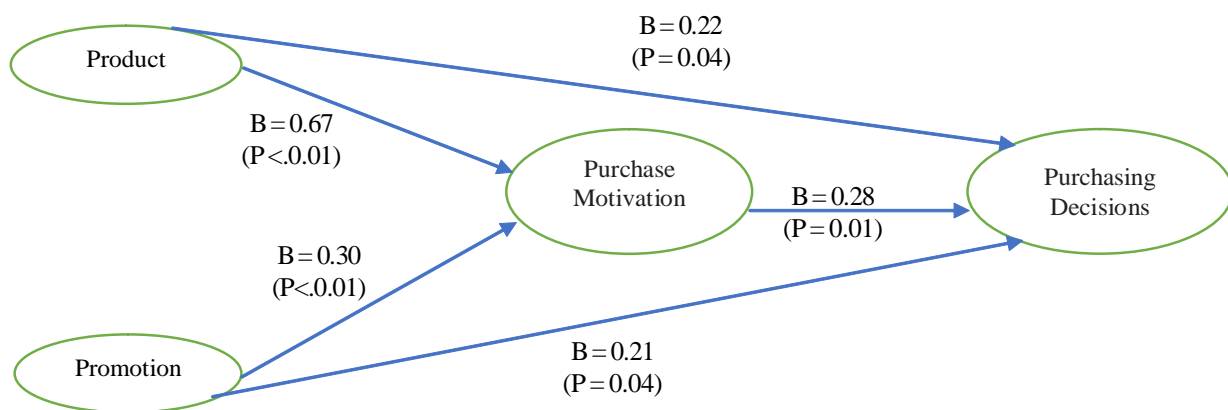 B = 0.22
(P = 0.04)
Product
B = 0.67
(P <.0.01)
Purchase
Motivation
B = 0.28
(P = 0.01)
Purchasing
Decisions
B = 0.30
(P<.0.01)
Promotion
B = 0.21
(P = 0.04)